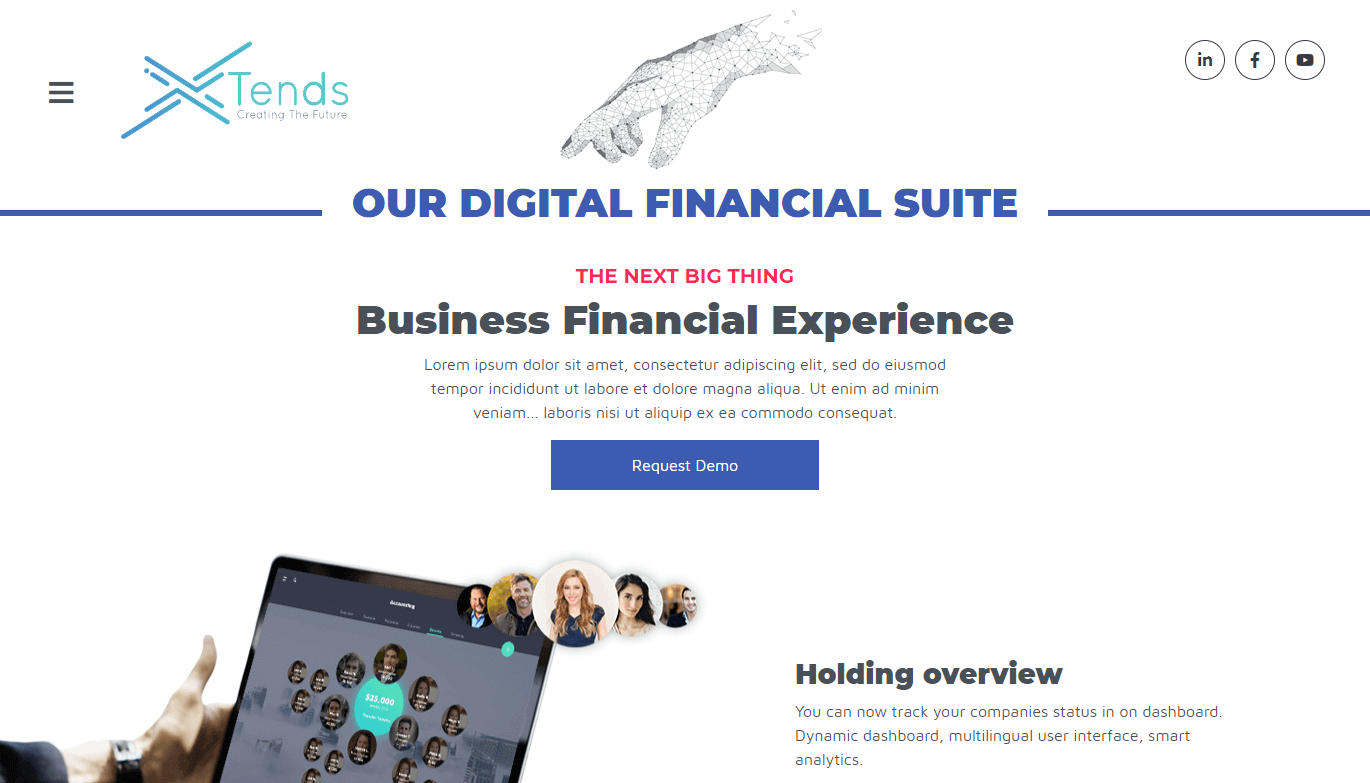 Tends
Creating The Future
OUR DIGITAL FINANCIAL SUITE
THE NEXT BIG THING
Business Financial Experience
Lorem ipsum dolor sit amet, consectetur adipiscing elit, sed do eiusmod
tempor incididunt ut labore et dolore magna aliqua. Ut enim ad minim
veniam... laboris nisi ut aliquip ex ea commodo consequat.
Request Demo
Accounting
$25,000
Holding overview
You can now track your companies status in on dashboard.
Dynamic dashboard, multilingual user interface, smart
analytics.